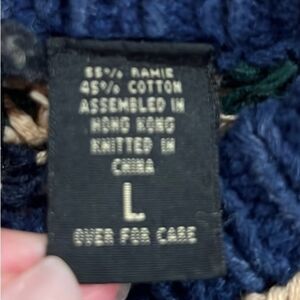 55% RAMIE
45% COTTON
ASSEMBLED IN
HONG KONG
KNITTED IN
CHINA
L
OVER FOR CARE